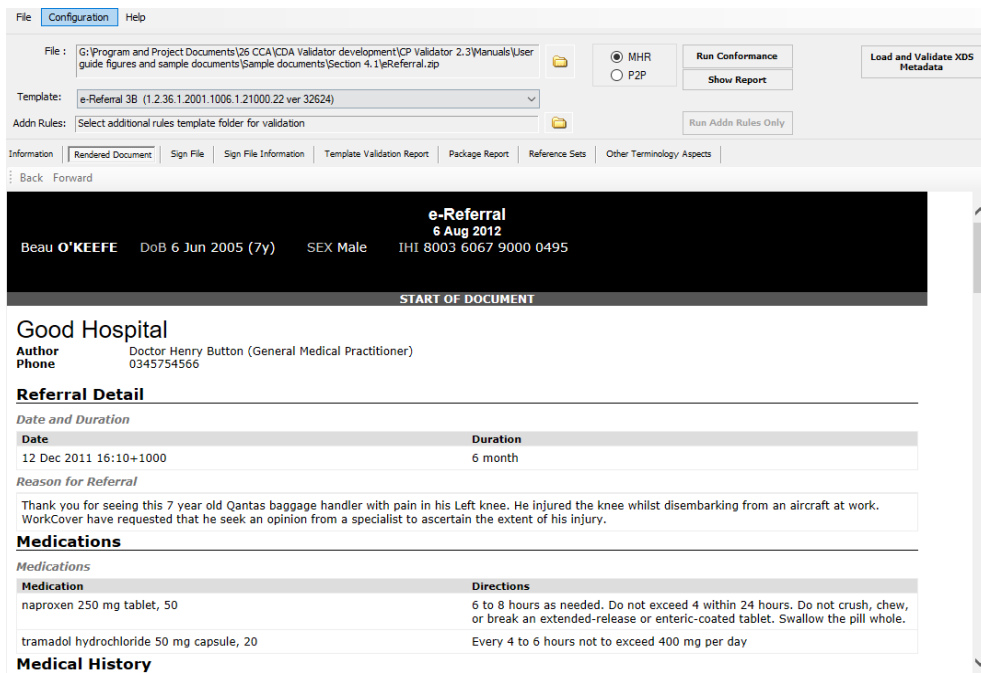 File Configuration Help
File : G:\Program and Project Documents\26 CCA\CDA Validator development\CP Validator 2.3\Manuals\User
guide figures and sample documents\Sample documents\Section 4.1\eReferral.zip
MHR
P2P
Run Conformance
Show Report
Load and Validate XDS
Metadata
Template: e-Referral 3B (1.2.36.1.2001.1006.1.21000.22 ver 32624)
Addn Rules: Select additional rules template folder for validation
Run Addn Rules Only
Information Rendered Document Sign File Sign File Information Template Validation Report Package Report Reference Sets Other Terminology Aspects
Back Forward
e-Referral
6 Aug 2012
Beau O'KEEFE DoB 6 Jun 2005 (7y) SEX Male IHI 8003 6067 9000 0495
START OF DOCUMENT
Good Hospital
Author Doctor Henry Button (General Medical Practitioner)
Phone 0345754566
Referral Detail
Date and Duration
Date Duration
12 Dec 2011 16:10+1000 6 month
Reason for Referral
Thank you for seeing this 7 year old Qantas baggage handler with pain in his Left knee. He injured the knee whilst disembarking from an aircraft at work.
WorkCover have requested that he seek an opinion from a specialist to ascertain the extent of his injury.
Medications
Medications
Medication Directions
naproxen 250 mg tablet, 50 6 to 8 hours as needed. Do not exceed 4 within 24 hours. Do not crush, chew,
or break an extended-release or enteric-coated tablet. Swallow the pill whole.
tramadol hydrochloride 50 mg capsule, 20 Every 4 to 6 hours not to exceed 400 mg per day
Medical History